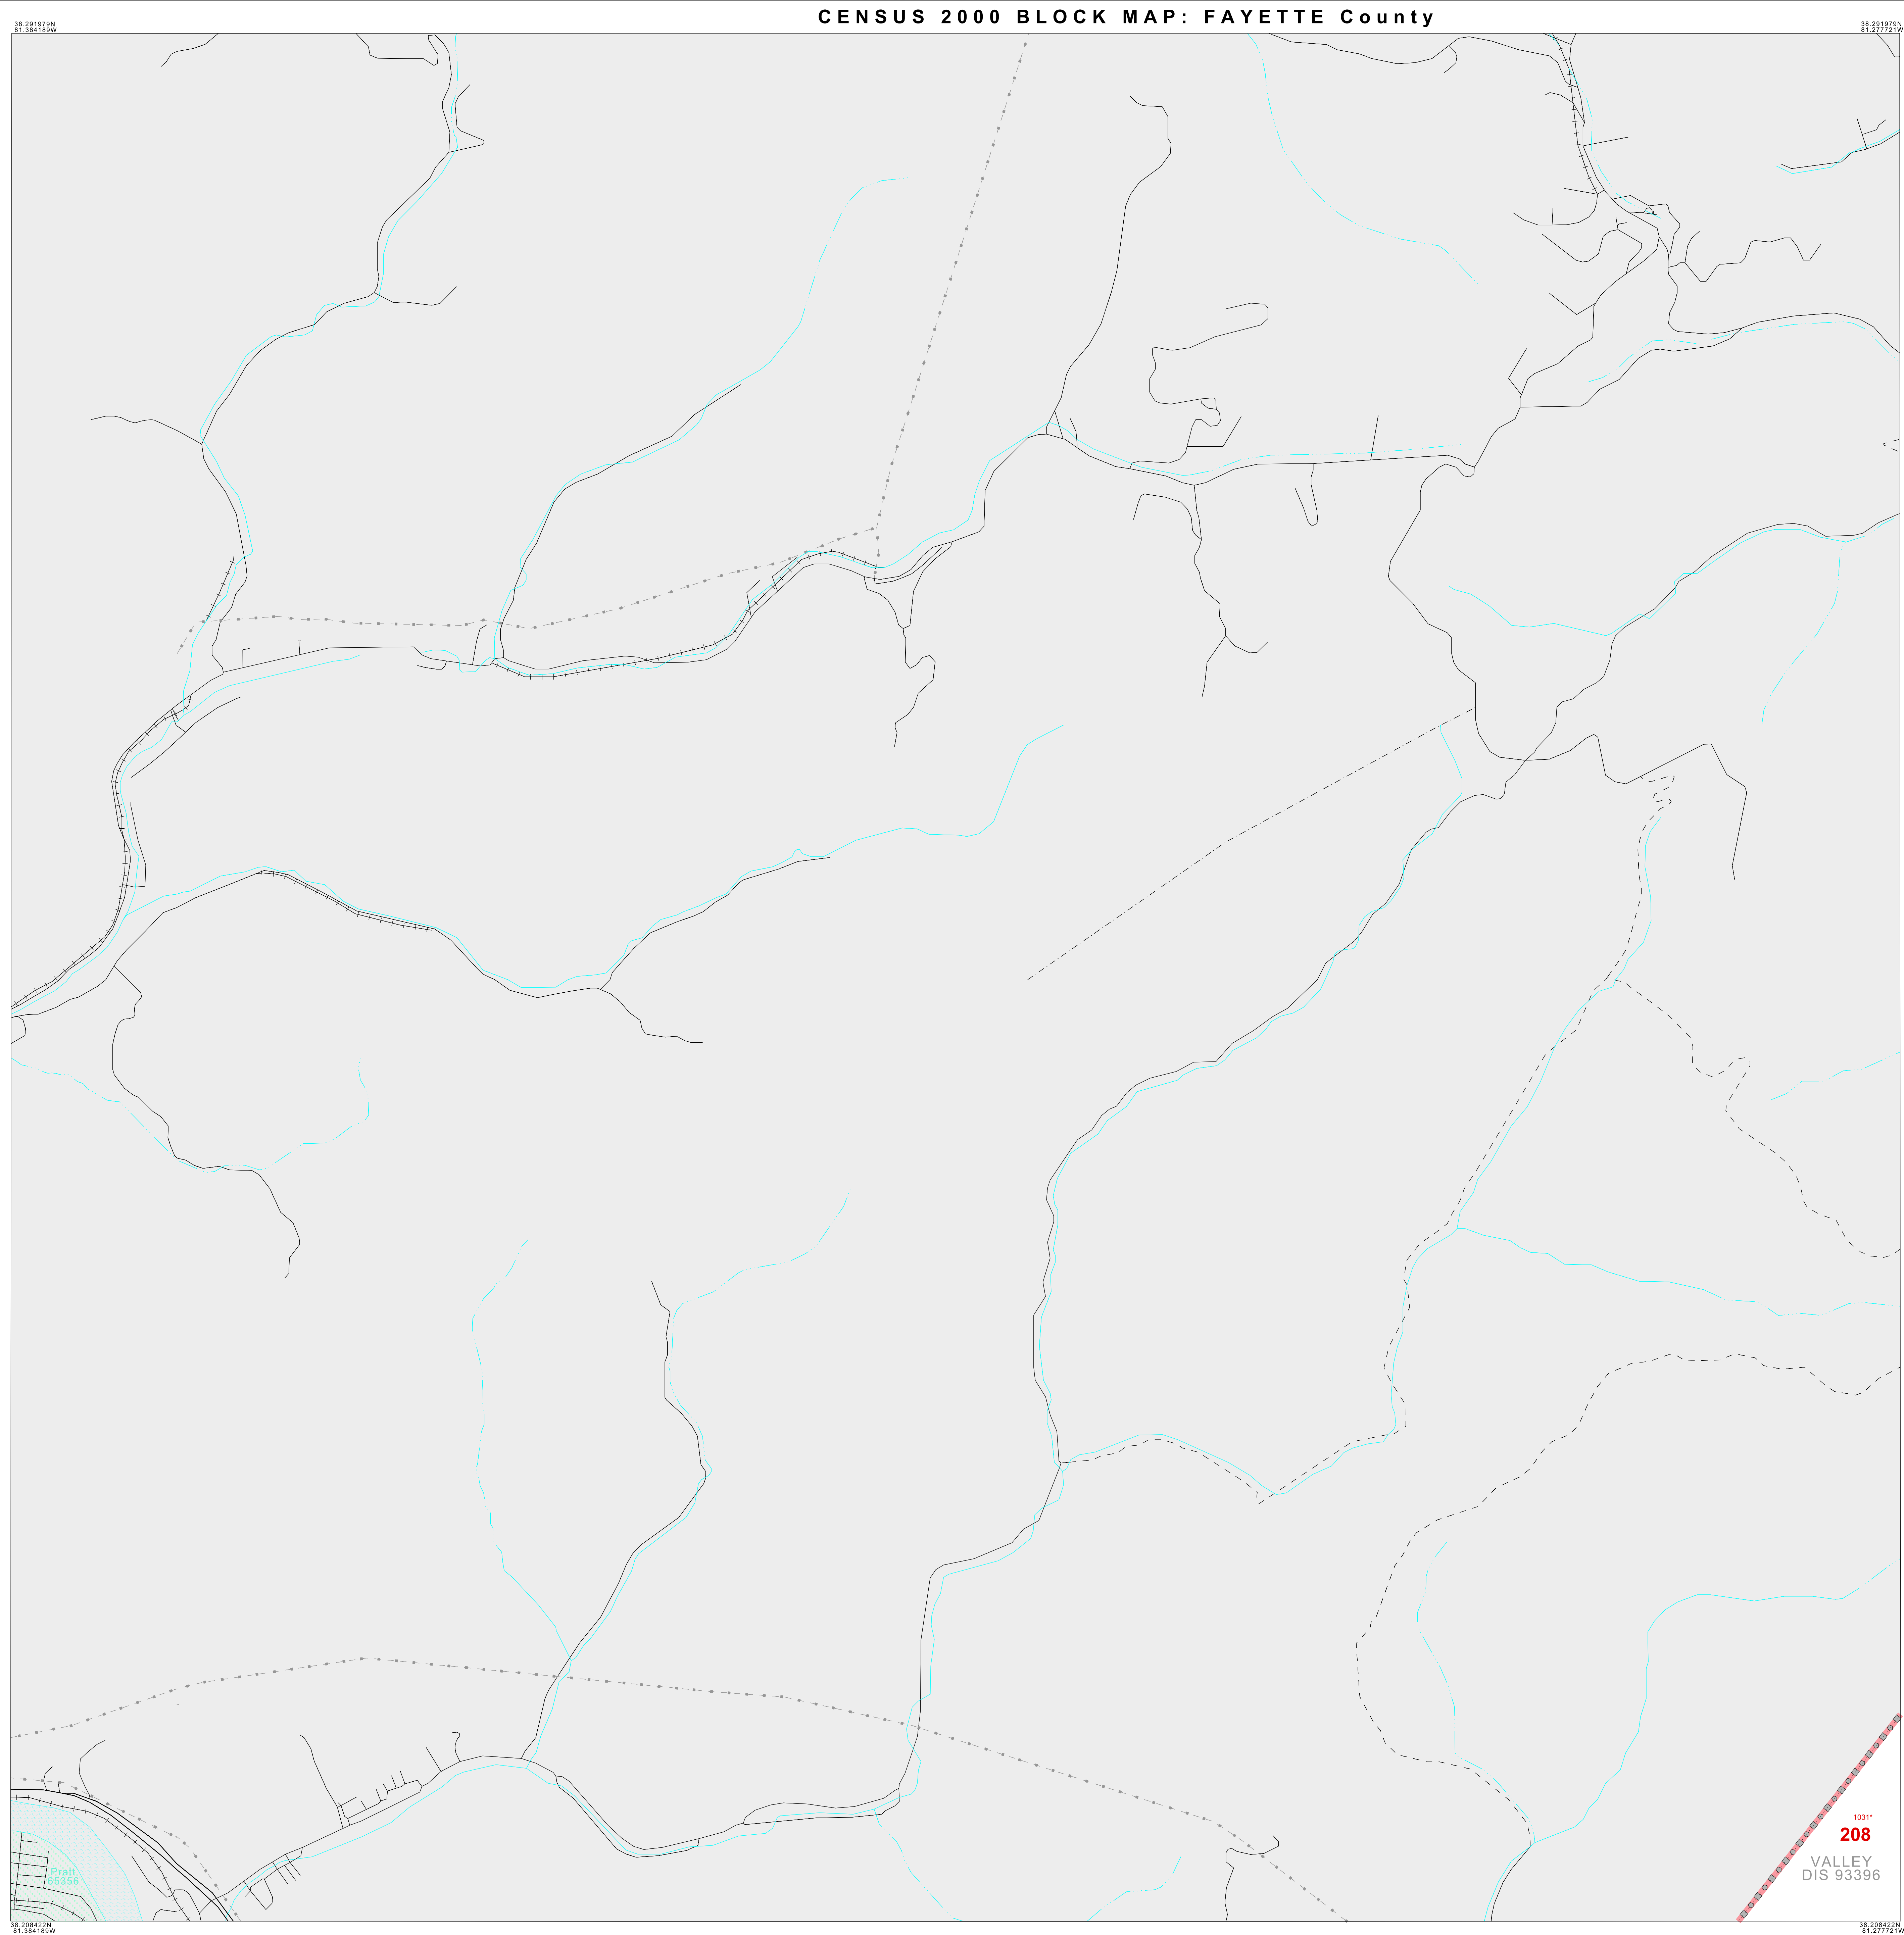 CENSUS 2000 BLOCK MAP: FAYETTE County
38.291979N
81.384189W
38.291979N
81.277721W
1031*
208
VALLEY
DIS 93396
Pratt
65356
38.208422N
81.384189W
38.208422N
81.277721W